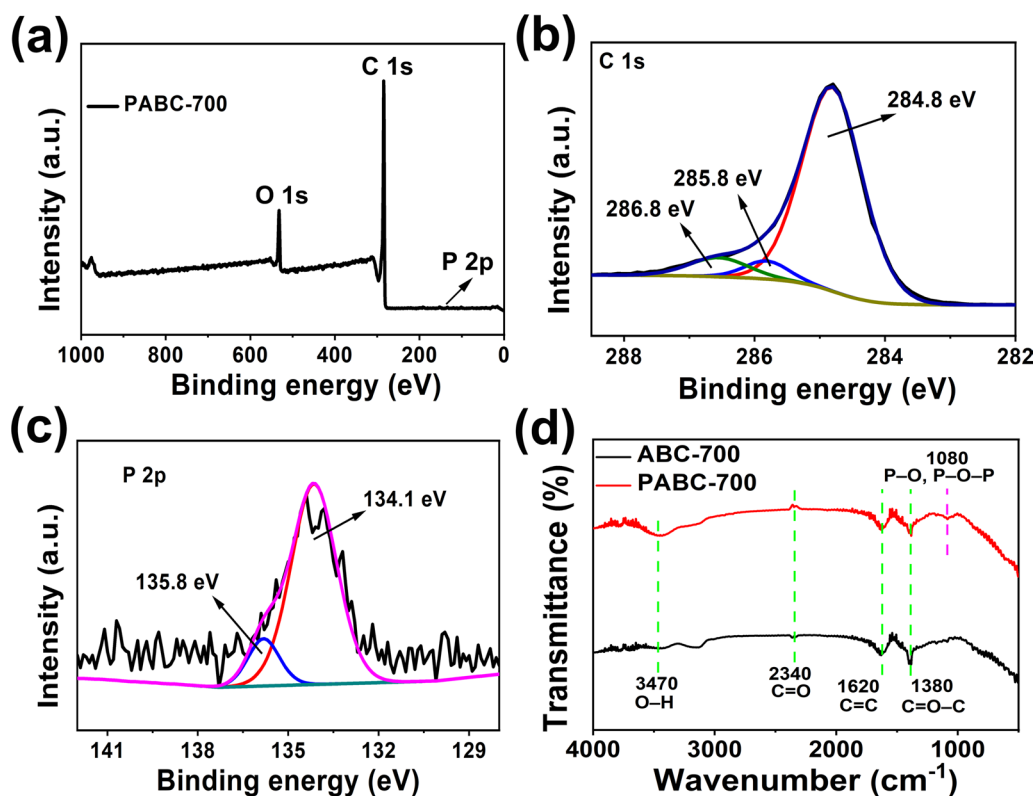 (a)
PABC-700
C 1s
O 1s
P 2p
Intensity (a.u.)
1000 800 600 400 200 0
Binding energy (eV)
(b)
C 1s
284.8 eV
285.8 eV
286.8 eV
Intensity (a.u.)
288 286 284 282
Binding energy (eV)
(c)
P 2p
134.1 eV
135.8 eV
Intensity (a.u.)
141 138 135 132 129
Binding energy (eV)
(d)
ABC-700
PABC-700
1080
P–O, P–O–P
Transmittance (%)
3470
O–H
2340
C=O
1620
C=C
1380
C=O–C
4000 3000 2000 1000
Wavenumber (cm⁻¹)